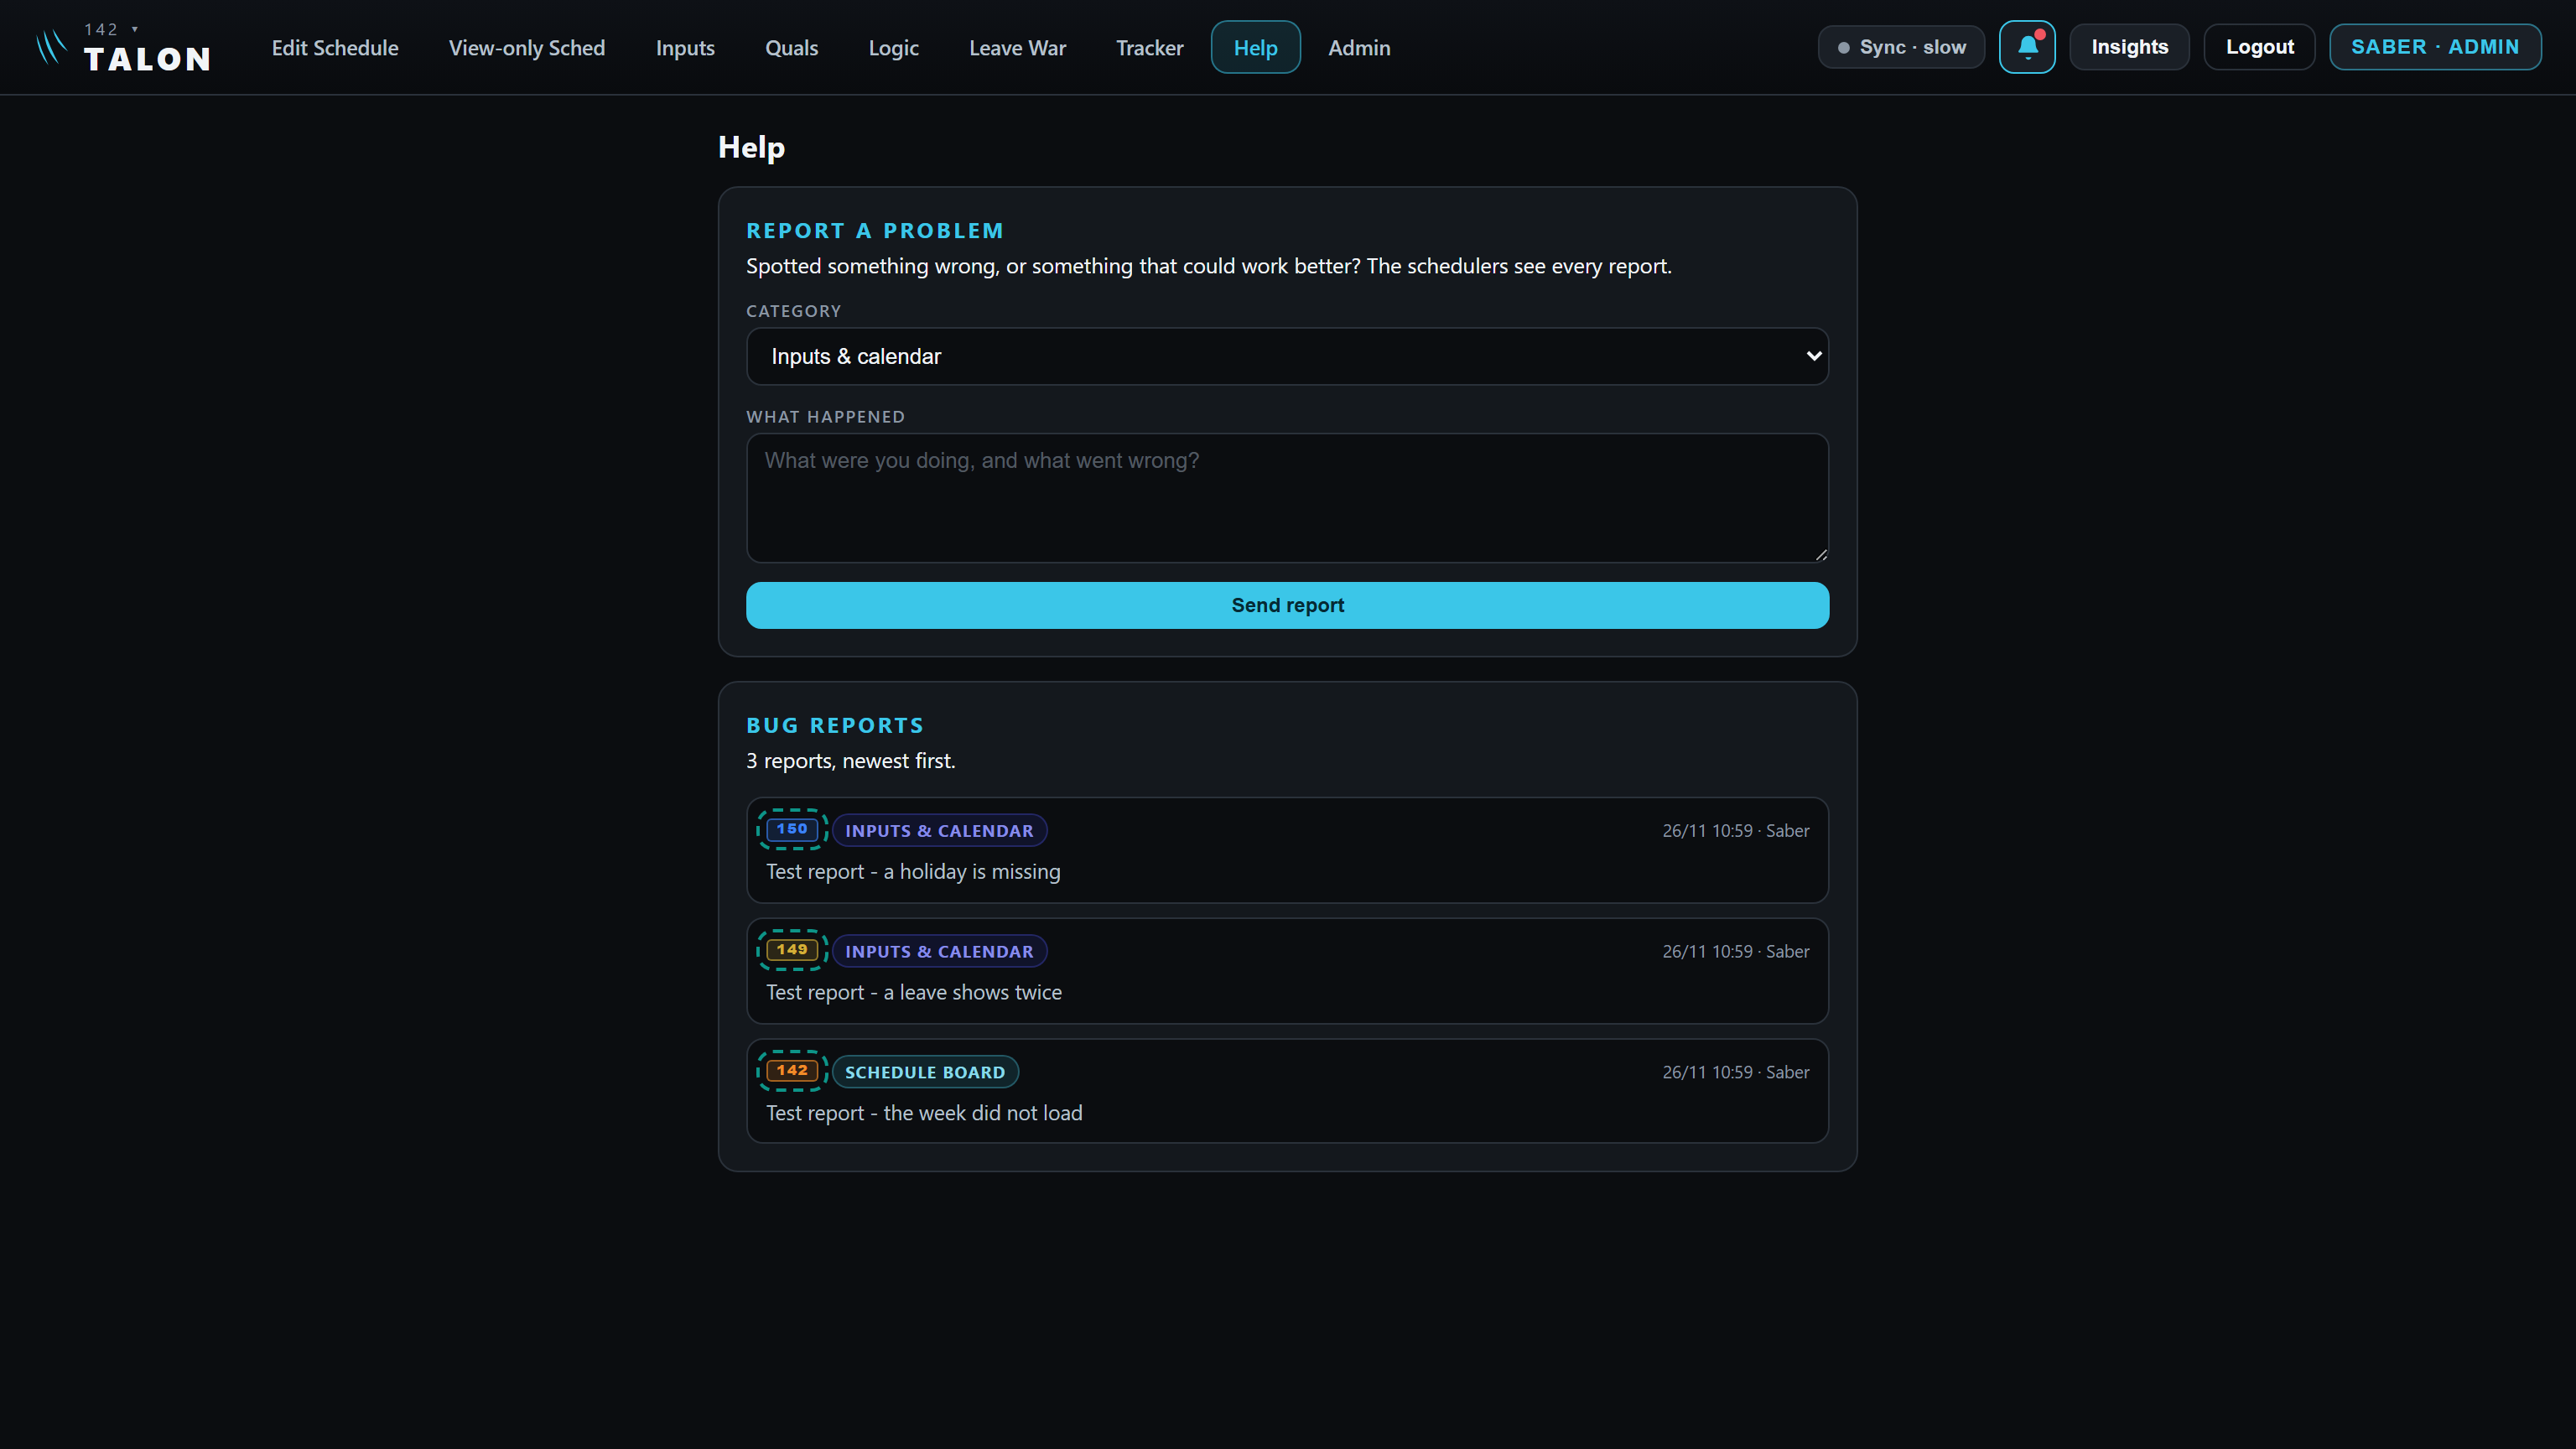 142 ▾
TALON
Edit Schedule
View-only Sched
Inputs
Quals
Logic
Leave War
Tracker
Help
Admin
Sync · slow
Insights
Logout
SABER · ADMIN
Help
REPORT A PROBLEM
Spotted something wrong, or something that could work better? The schedulers see every report.
CATEGORY
Inputs & calendar
WHAT HAPPENED
What were you doing, and what went wrong?
Send report
BUG REPORTS
3 reports, newest first.
150 INPUTS & CALENDAR 26/11 10:59 · Saber
Test report - a holiday is missing
149 INPUTS & CALENDAR 26/11 10:59 · Saber
Test report - a leave shows twice
142 SCHEDULE BOARD 26/11 10:59 · Saber
Test report - the week did not load